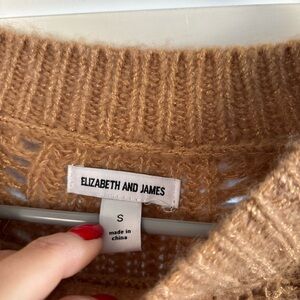 ELIZABETH AND JAMES
S
made in
china